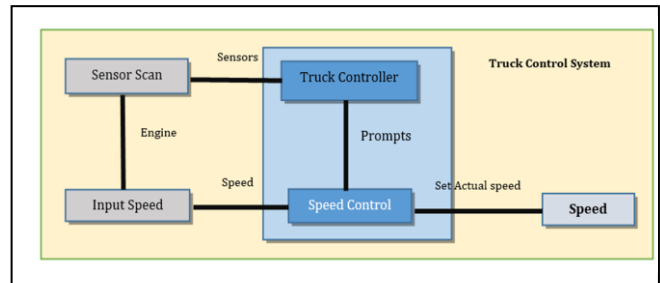 Sensors
Truck Control System
Sensor Scan
Truck Controller
Engine
Prompts
Speed
Set Actual speed
Input Speed
Speed Control
Speed